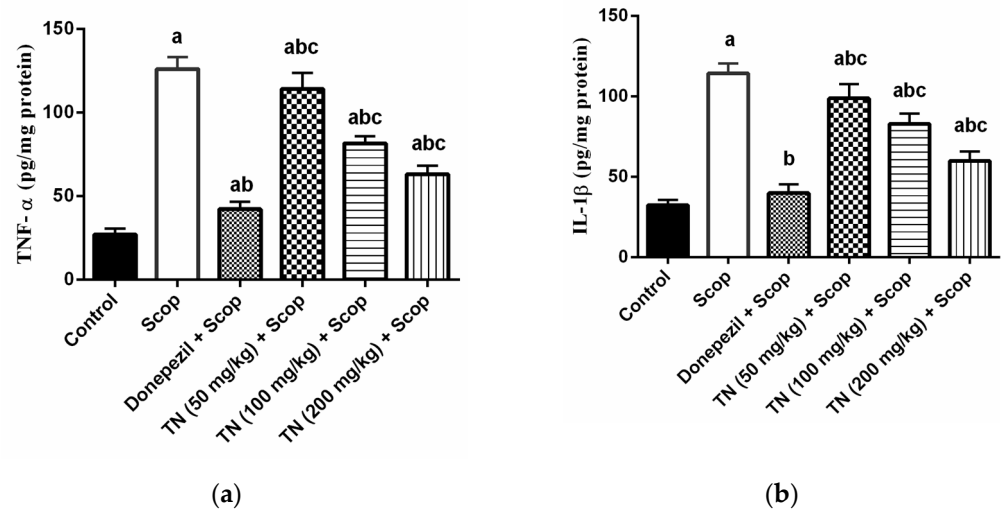 TNF- α (pg/mg protein)
150
100
50
0
a
ab
abc
abc
abc
Control
Scop
Donepezil + Scop
TN (50 mg/kg) + Scop
TN (100 mg/kg) + Scop
TN (200 mg/kg) + Scop
(a)
IL-1β (pg/mg protein)
150
100
50
0
a
b
abc
abc
abc
Control
Scop
Donepezil + Scop
TN (50 mg/kg) + Scop
TN (100 mg/kg) + Scop
TN (200 mg/kg) + Scop
(b)